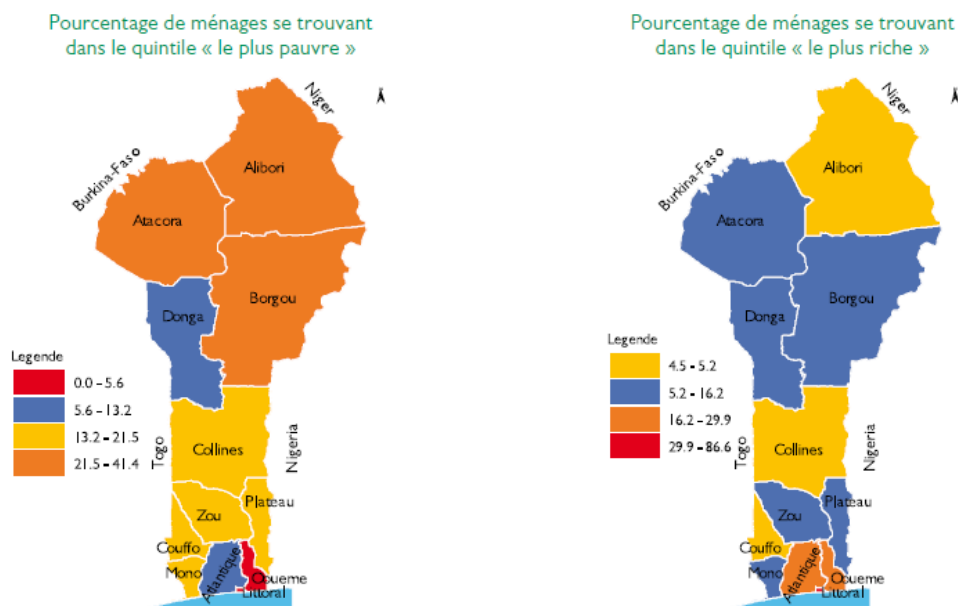 Pourcentage de ménages se trouvant
dans le quintile « le plus pauvre »
Niger
Burkina-Faso
Alibori
Atacora
Borgou
Donga
Legende
0.0 – 5.6
5.6 – 13.2
13.2 – 21.5
21.5 – 41.4
Togo
Collines
Nigeria
Plateau
Zou
Couffo
Mono
Atlantique
Oueme
Littoral
Pourcentage de ménages se trouvant
dans le quintile « le plus riche »
Niger
Burkina-Faso
Alibori
Atacora
Borgou
Donga
Legende
4.5 – 5.2
5.2 – 16.2
16.2 – 29.9
29.9 – 86.6
Togo
Collines
Nigeria
Plateau
Zou
Couffo
Mono
Atlantique
Oueme
Littoral